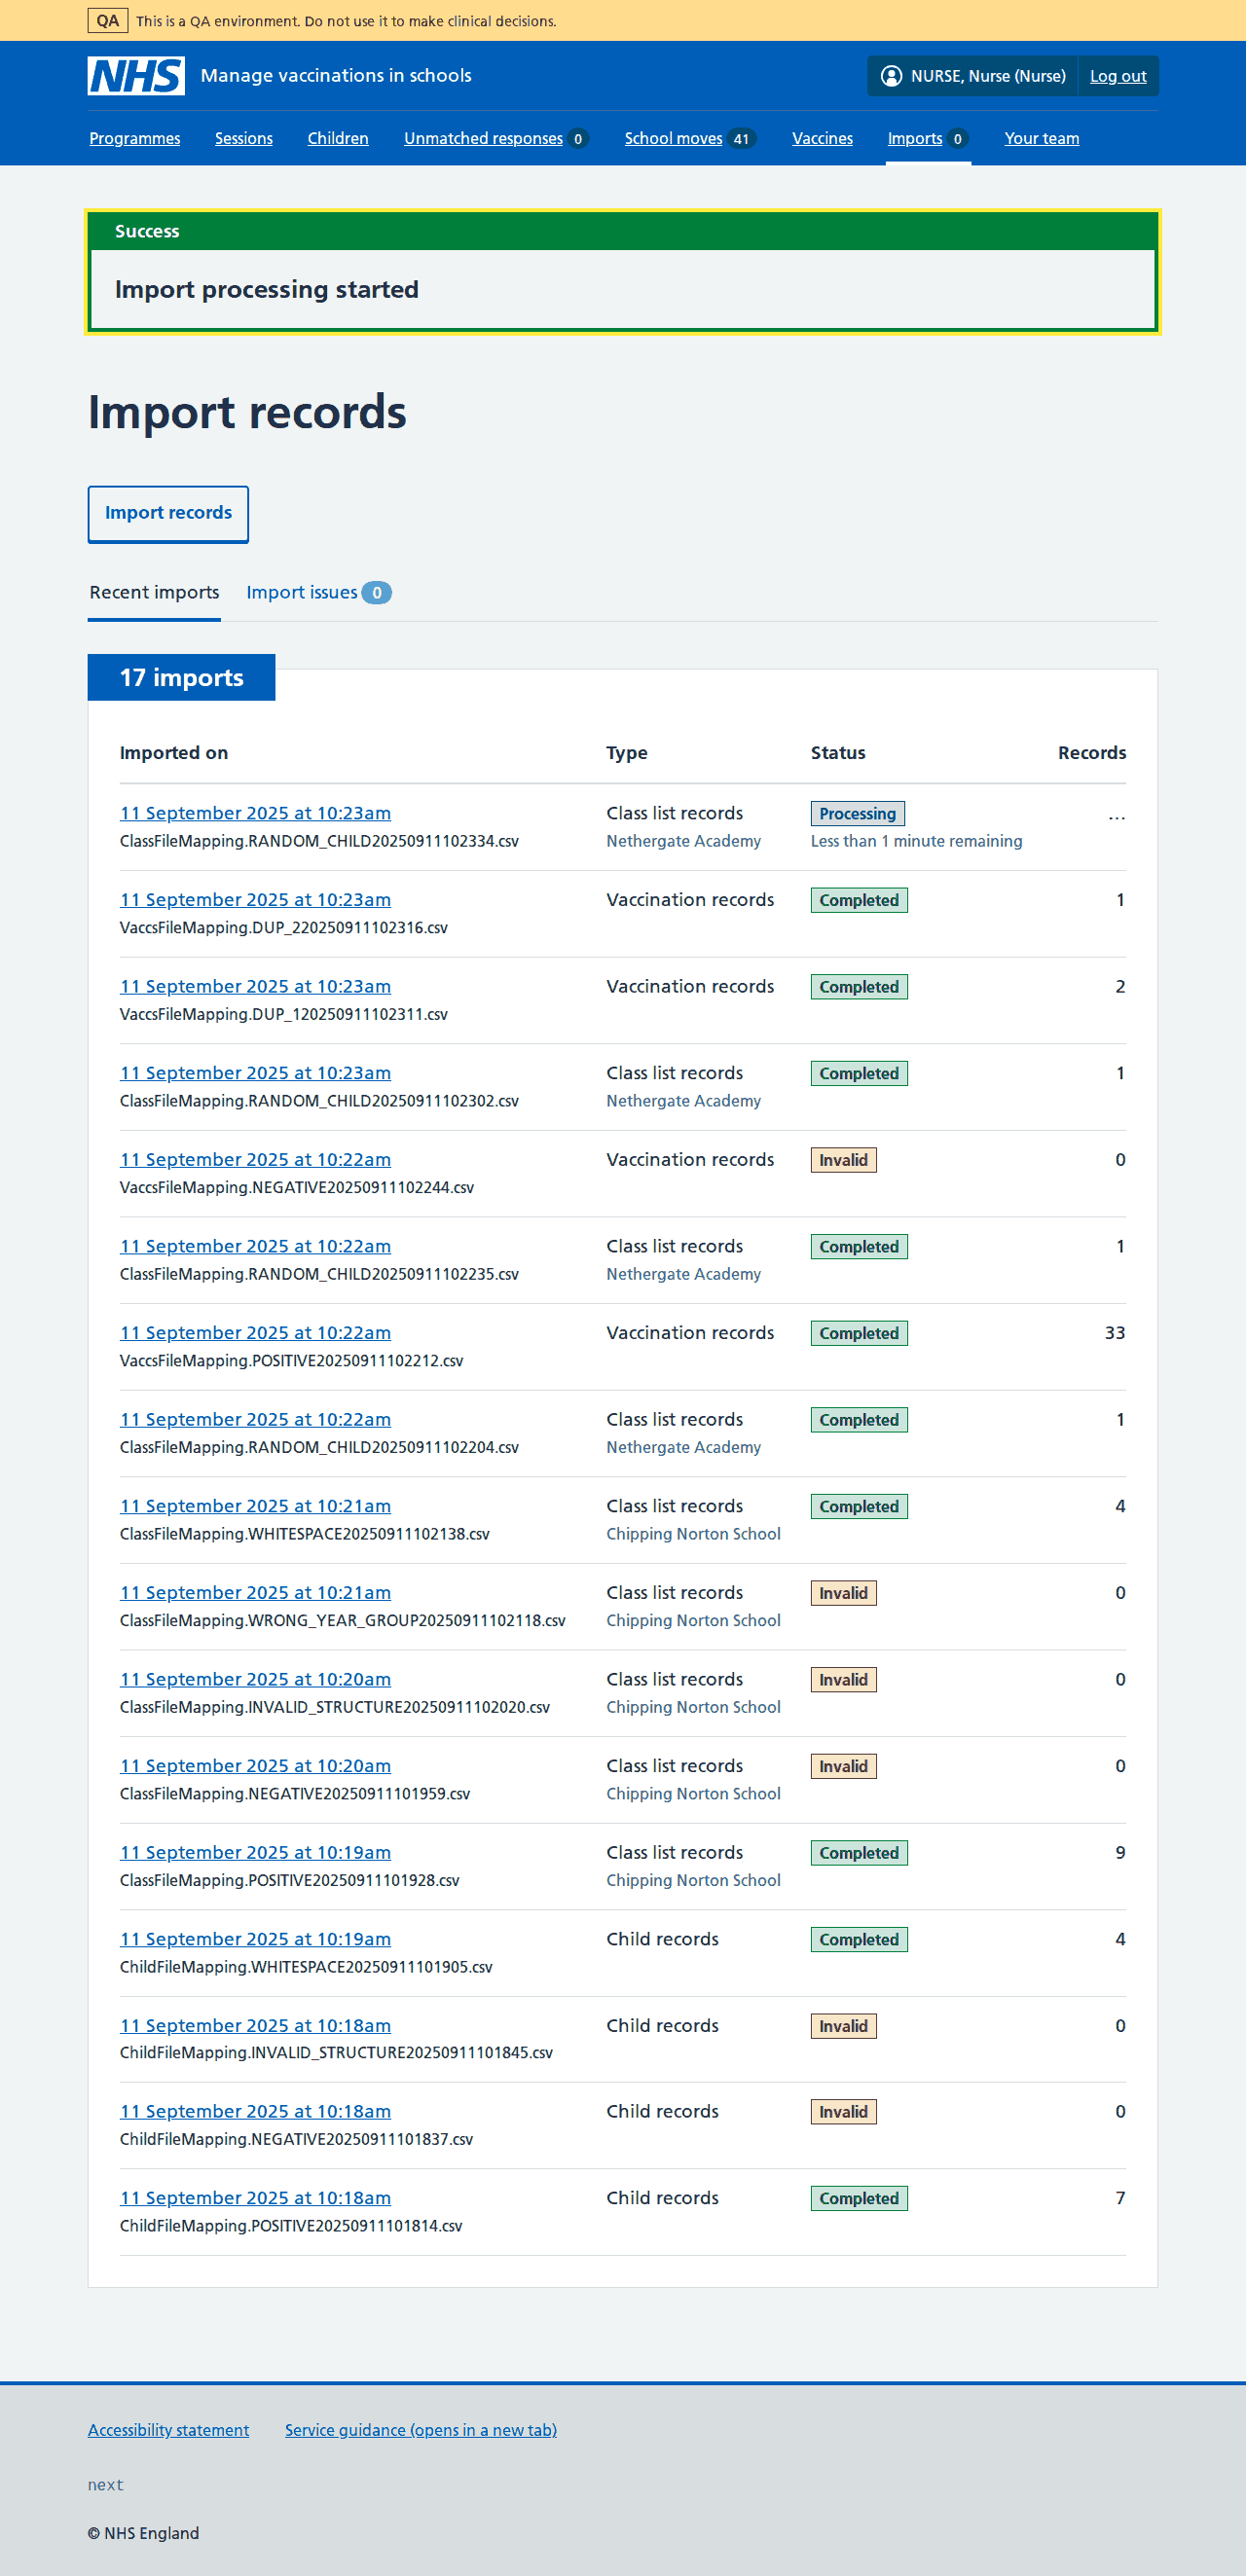 QA This is a QA environment. Do not use it to make clinical decisions.
NHS Manage vaccinations in schools NURSE, Nurse (Nurse) Log out
Programmes Sessions Children Unmatched responses 0 School moves 41 Vaccines Imports 0 Your team
Success
Import processing started
Import records
Import records
Recent imports Import issues 0
17 imports
Imported on Type Status Records
11 September 2025 at 10:23am Class list records Processing ...
ClassFileMapping.RANDOM_CHILD20250911102334.csv Nethergate Academy Less than 1 minute remaining
11 September 2025 at 10:23am Vaccination records Completed 1
VaccsFileMapping.DUP_220250911102316.csv
11 September 2025 at 10:23am Vaccination records Completed 2
VaccsFileMapping.DUP_120250911102311.csv
11 September 2025 at 10:23am Class list records Completed 1
ClassFileMapping.RANDOM_CHILD20250911102302.csv Nethergate Academy
11 September 2025 at 10:22am Vaccination records Invalid 0
VaccsFileMapping.NEGATIVE20250911102244.csv
11 September 2025 at 10:22am Class list records Completed 1
ClassFileMapping.RANDOM_CHILD20250911102235.csv Nethergate Academy
11 September 2025 at 10:22am Vaccination records Completed 33
VaccsFileMapping.POSITIVE20250911102212.csv
11 September 2025 at 10:22am Class list records Completed 1
ClassFileMapping.RANDOM_CHILD20250911102204.csv Nethergate Academy
11 September 2025 at 10:21am Class list records Completed 4
ClassFileMapping.WHITESPACE20250911102138.csv Chipping Norton School
11 September 2025 at 10:21am Class list records Invalid 0
ClassFileMapping.WRONG_YEAR_GROUP20250911102118.csv Chipping Norton School
11 September 2025 at 10:20am Class list records Invalid 0
ClassFileMapping.INVALID_STRUCTURE20250911102020.csv Chipping Norton School
11 September 2025 at 10:20am Class list records Invalid 0
ClassFileMapping.NEGATIVE20250911101959.csv Chipping Norton School
11 September 2025 at 10:19am Class list records Completed 9
ClassFileMapping.POSITIVE20250911101928.csv Chipping Norton School
11 September 2025 at 10:19am Child records Completed 4
ChildFileMapping.WHITESPACE20250911101905.csv
11 September 2025 at 10:18am Child records Invalid 0
ChildFileMapping.INVALID_STRUCTURE20250911101845.csv
11 September 2025 at 10:18am Child records Invalid 0
ChildFileMapping.NEGATIVE20250911101837.csv
11 September 2025 at 10:18am Child records Completed 7
ChildFileMapping.POSITIVE20250911101814.csv
Accessibility statement Service guidance (opens in a new tab)
next
© NHS England